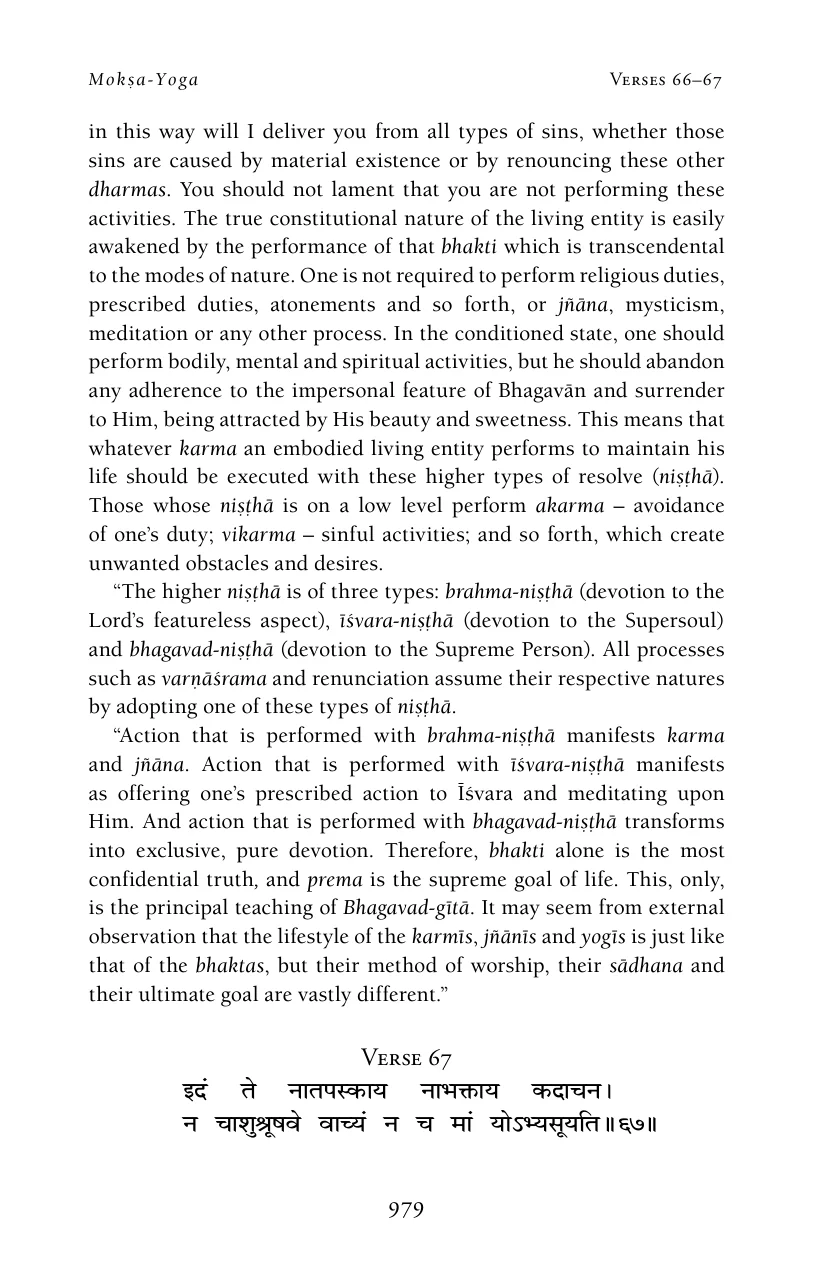 Mokṣa-Yoga Verses 66–67
in this way will I deliver you from all types of sins, whether those
sins are caused by material existence or by renouncing these other
dharmas. You should not lament that you are not performing these
activities. The true constitutional nature of the living entity is easily
awakened by the performance of that bhakti which is transcendental
to the modes of nature. One is not required to perform religious duties,
prescribed duties, atonements and so forth, or jñāna, mysticism,
meditation or any other process. In the conditioned state, one should
perform bodily, mental and spiritual activities, but he should abandon
any adherence to the impersonal feature of Bhagavān and surrender
to Him, being attracted by His beauty and sweetness. This means that
whatever karma an embodied living entity performs to maintain his
life should be executed with these higher types of resolve (niṣṭhā).
Those whose niṣṭhā is on a low level perform akarma – avoidance
of one’s duty; vikarma – sinful activities; and so forth, which create
unwanted obstacles and desires.
“The higher niṣṭhā is of three types: brahma-niṣṭhā (devotion to the
Lord’s featureless aspect), īśvara-niṣṭhā (devotion to the Supersoul)
and bhagavad-niṣṭhā (devotion to the Supreme Person). All processes
such as varṇāśrama and renunciation assume their respective natures
by adopting one of these types of niṣṭhā.
“Action that is performed with brahma-niṣṭhā manifests karma
and jñāna. Action that is performed with īśvara-niṣṭhā manifests
as offering one’s prescribed action to Īśvara and meditating upon
Him. And action that is performed with bhagavad-niṣṭhā transforms
into exclusive, pure devotion. Therefore, bhakti alone is the most
confidential truth, and prema is the supreme goal of life. This, only,
is the principal teaching of Bhagavad-gītā. It may seem from external
observation that the lifestyle of the karmīs, jñānīs and yogīs is just like
that of the bhaktas, but their method of worship, their sādhana and
their ultimate goal are vastly different.”
Verse 67
इदं ते नातपस्काय नाभक्ताय कदाचन।
न चाशुश्रूषवे वाच्यं न च मां योऽभ्यसूयति॥६७॥
979